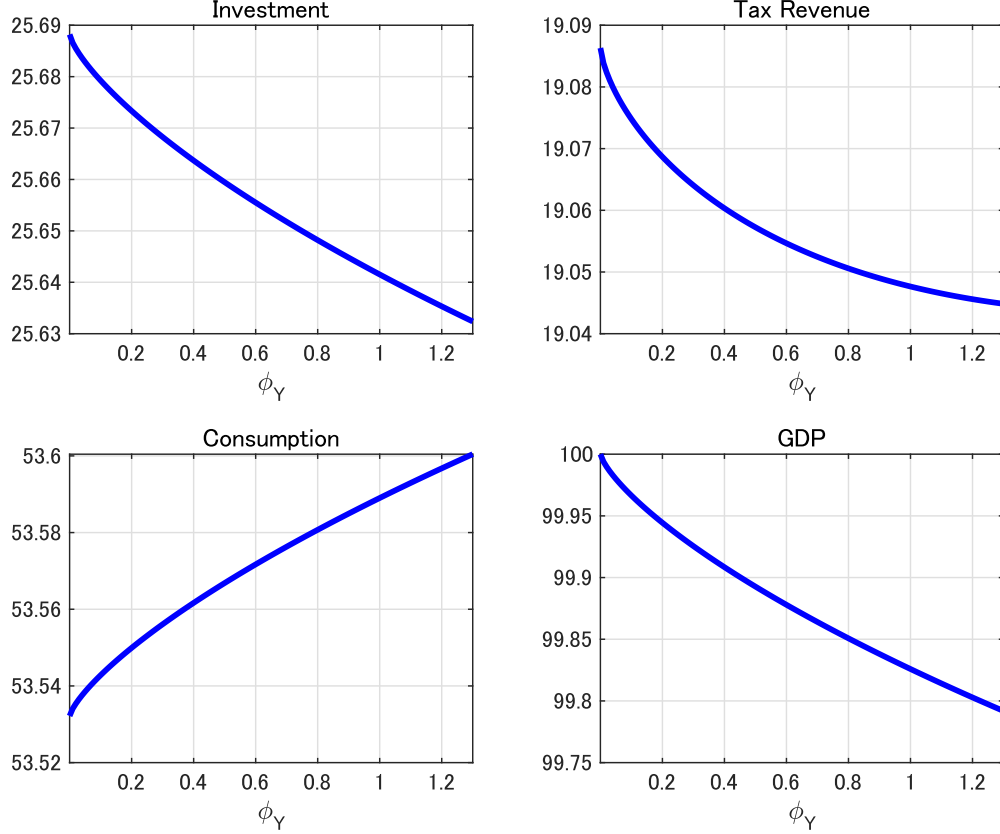 Investment
25.69
25.68
25.67
25.66
25.65
25.64
25.63
0.2 0.4 0.6 0.8 1 1.2
ϕY
Tax Revenue
19.09
19.08
19.07
19.06
19.05
19.04
0.2 0.4 0.6 0.8 1 1.2
ϕY
Consumption
53.6
53.58
53.56
53.54
53.52
0.2 0.4 0.6 0.8 1 1.2
ϕY
GDP
100
99.95
99.9
99.85
99.8
99.75
0.2 0.4 0.6 0.8 1 1.2
ϕY